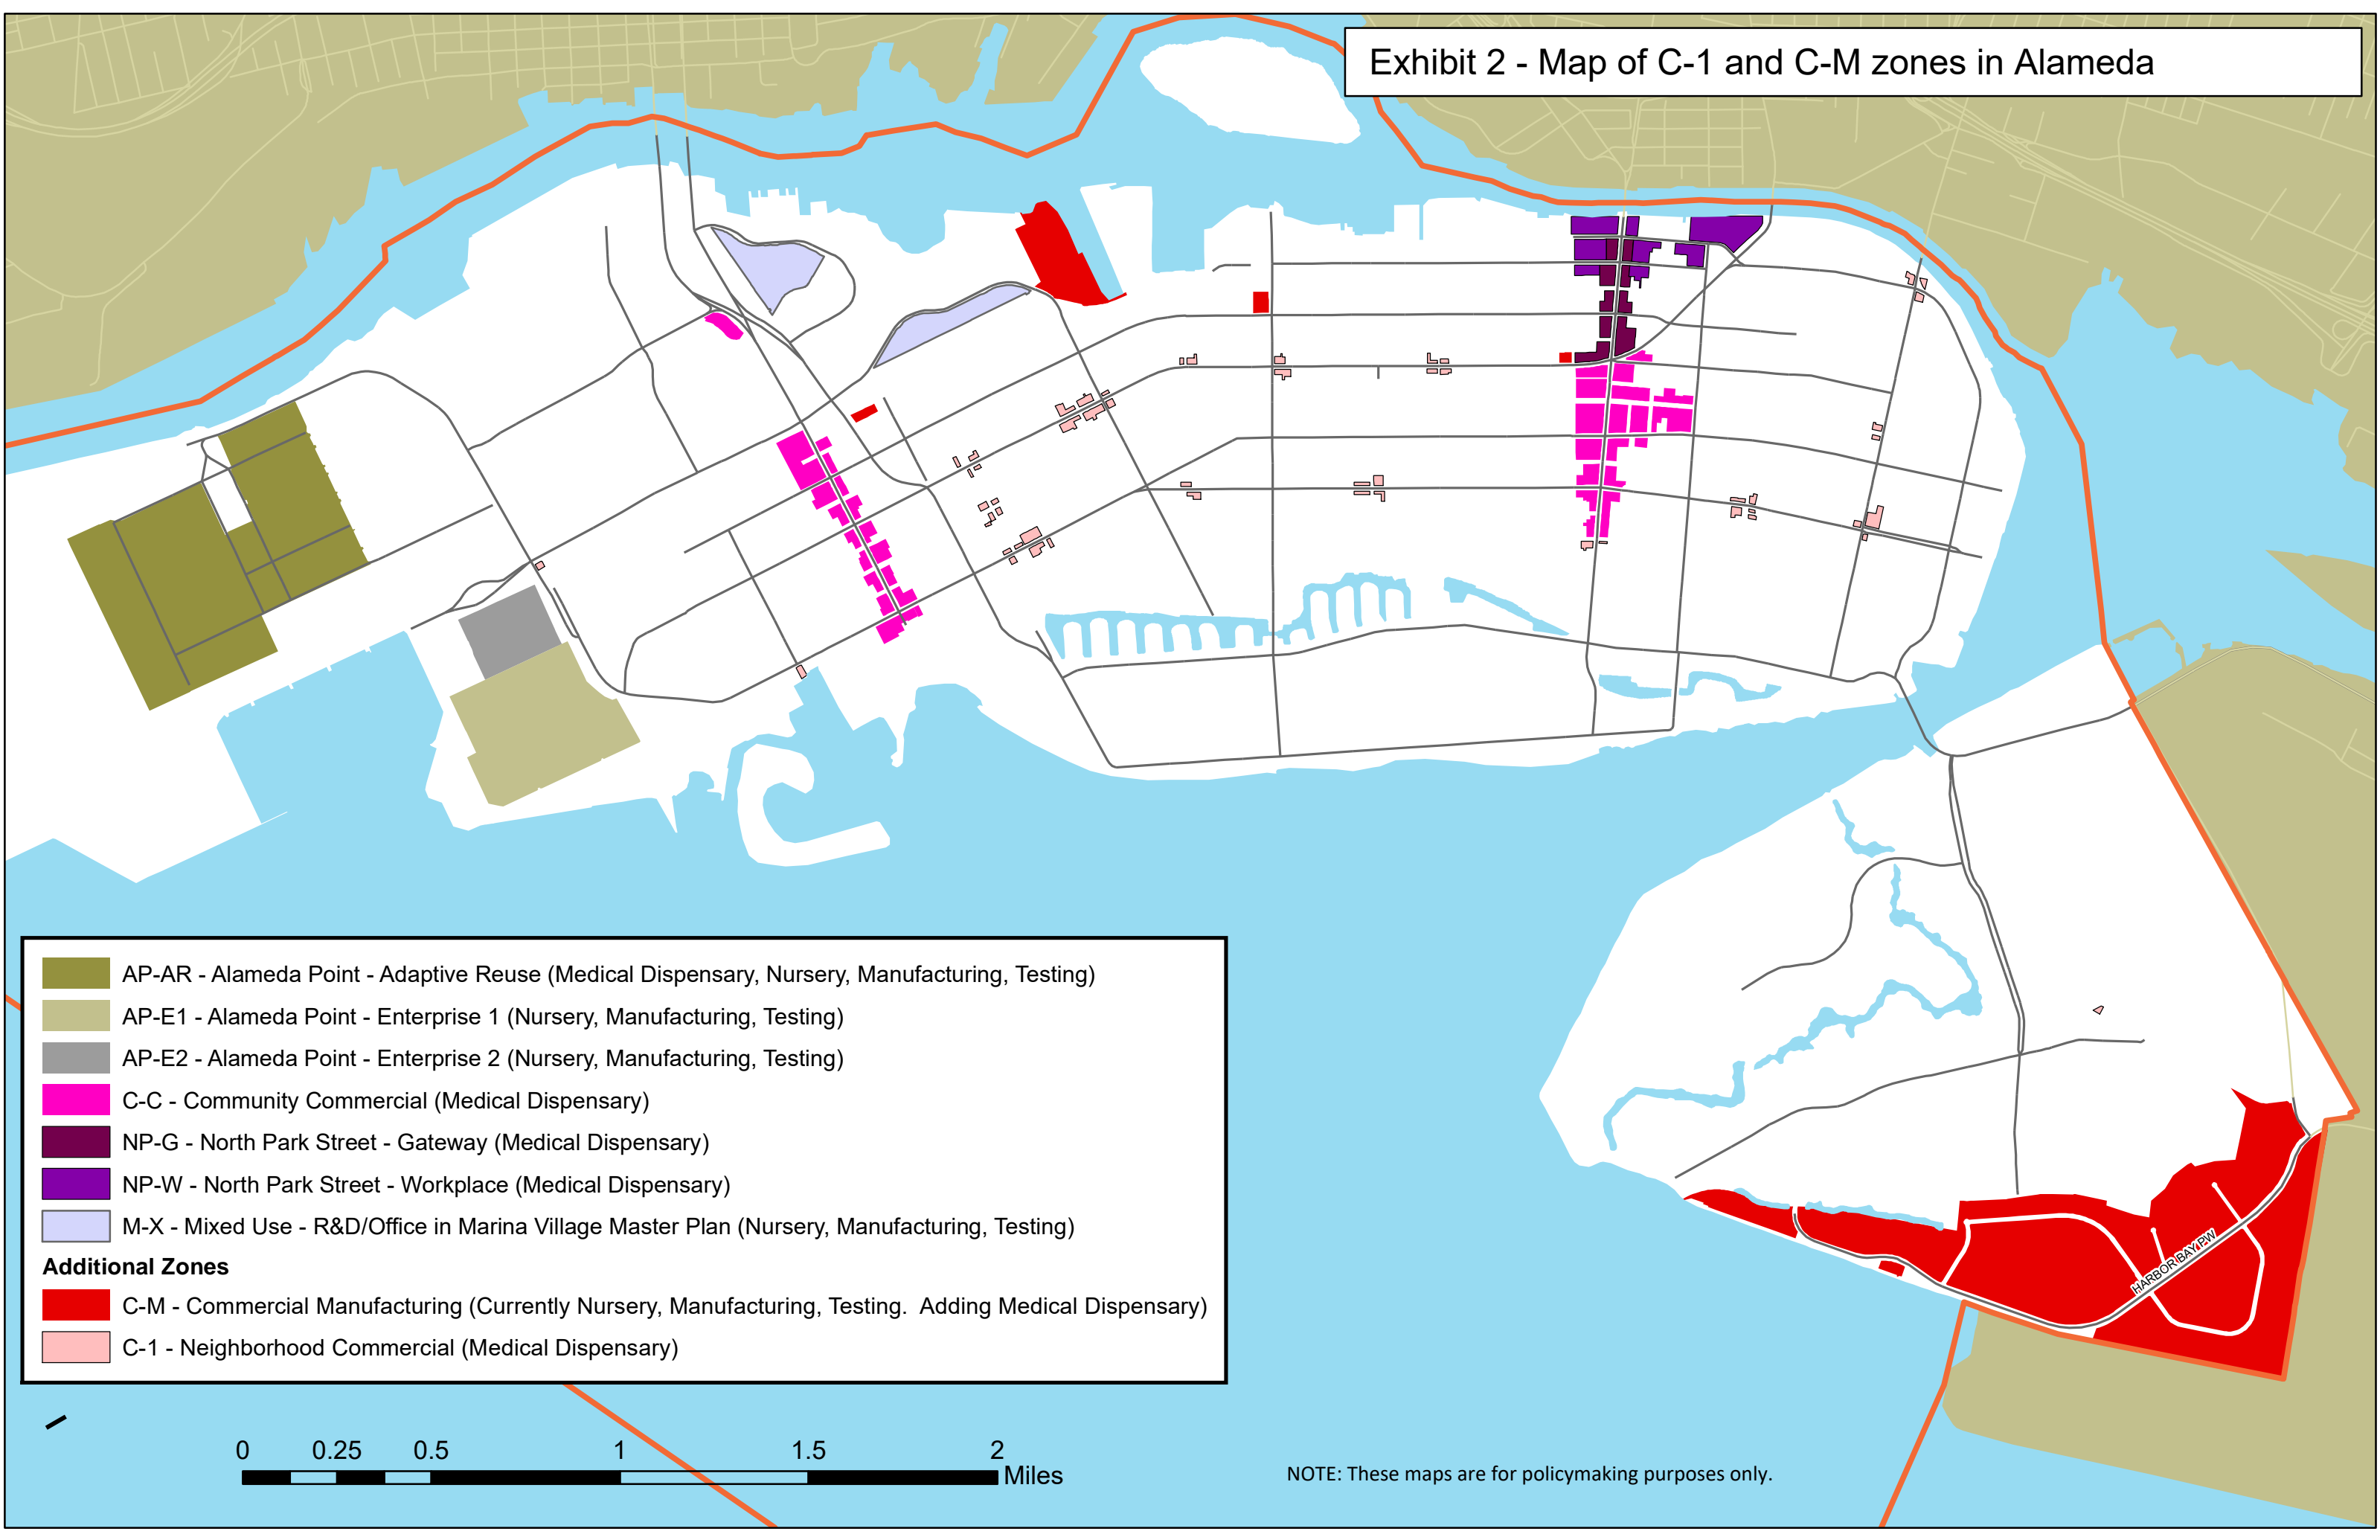 Exhibit 2 - Map of C-1 and C-M zones in Alameda
AP-AR - Alameda Point - Adaptive Reuse (Medical Dispensary, Nursery, Manufacturing, Testing)
AP-E1 - Alameda Point - Enterprise 1 (Nursery, Manufacturing, Testing)
AP-E2 - Alameda Point - Enterprise 2 (Nursery, Manufacturing, Testing)
C-C - Community Commercial (Medical Dispensary)
NP-G - North Park Street - Gateway (Medical Dispensary)
NP-W - North Park Street - Workplace (Medical Dispensary)
M-X - Mixed Use - R&D/Office in Marina Village Master Plan (Nursery, Manufacturing, Testing)
Additional Zones
C-M - Commercial Manufacturing (Currently Nursery, Manufacturing, Testing.  Adding Medical Dispensary)
C-1 - Neighborhood Commercial (Medical Dispensary)
HARBOR BAY PW
0 0.25 0.5 1 1.5 2
Miles
NOTE: These maps are for policymaking purposes only.